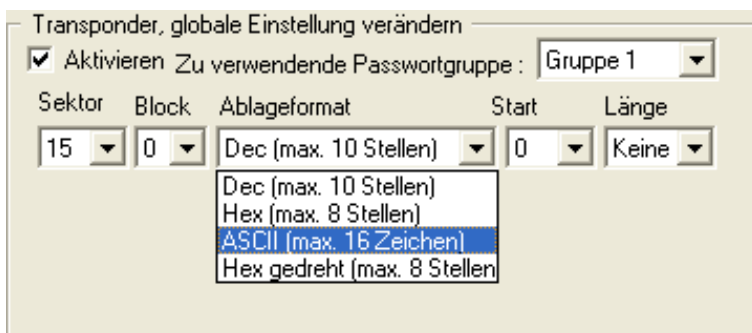 Transponder, globale Einstellung verändern
Aktivieren Zu verwendende Passwortgruppe : Gruppe 1
Sektor Block Ablageformat Start Länge
15 0 Dec (max. 10 Stellen) 0 Keine
Dec (max. 10 Stellen)
Hex (max. 8 Stellen)
ASCII (max. 16 Zeichen)
Hex gedreht (max. 8 Stellen